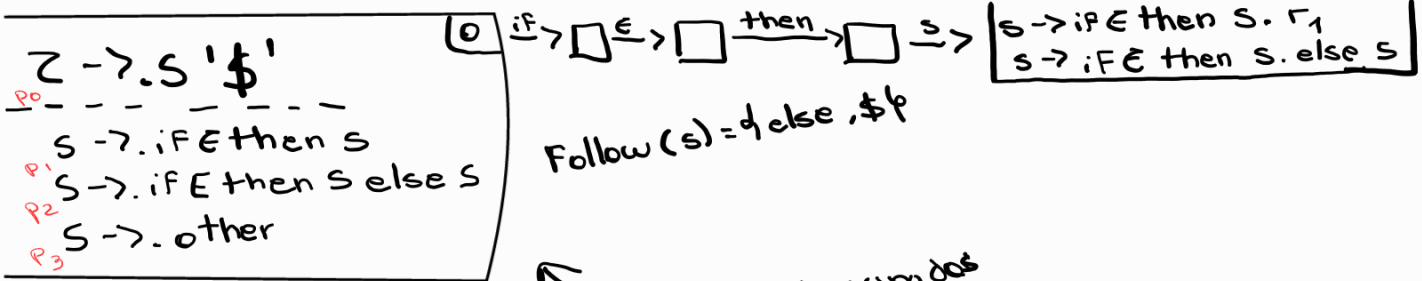 Z -> . S '$'
P0
S -> . if E then S
P1
S -> . if E then S else S
P2
S -> . other
P3
0 if -> E -> then -> S ->
S -> if E then S . r1
S -> if E then S . else S
Follow (S) = { else , $ }